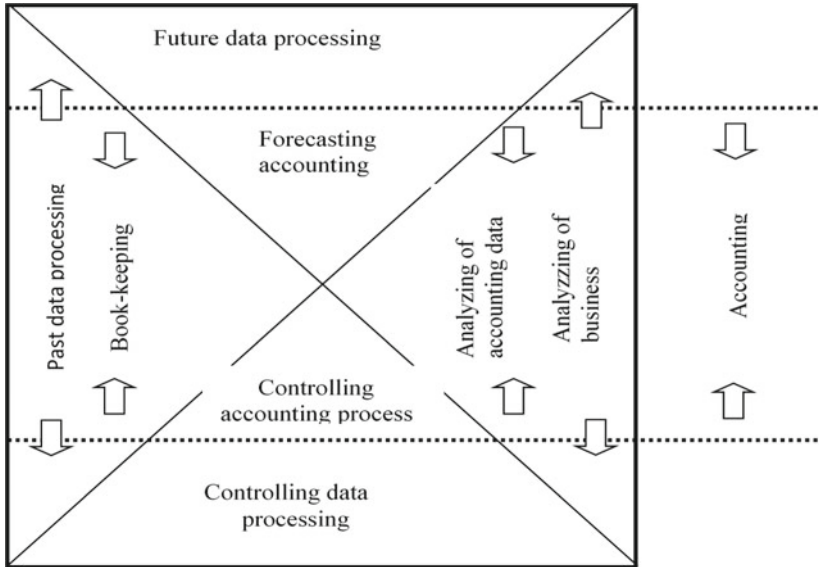 Future data processing
Forecasting
accounting
Past data processing
Book-keeping
Analyzing of
accounting data
Analyzzing of
business
Accounting
Controlling
accounting process
Controlling data
processing